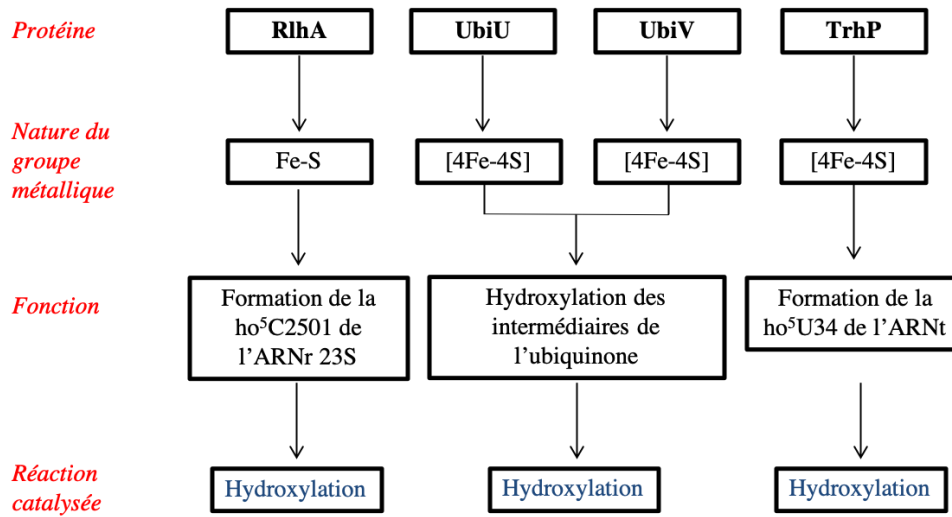 Protéine
RlhA
UbiU
UbiV
TrhP
Nature du
groupe
métallique
Fe-S
[4Fe-4S]
[4Fe-4S]
[4Fe-4S]
Fonction
Formation de la
ho⁵C2501 de
l’ARNr 23S
Hydroxylation des
intermédiaires de
l’ubiquinone
Formation de la
ho⁵U34 de l’ARNt
Réaction
catalysée
Hydroxylation
Hydroxylation
Hydroxylation